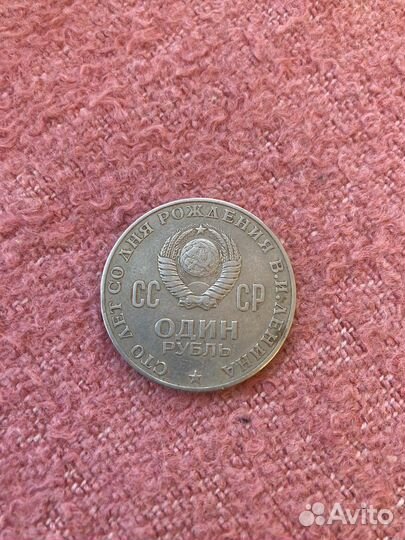 СТО ЛЕТ СО ДНЯ РОЖДЕНИЯ В.И.ЛЕНИНА
СС СР
ОДИН
РУБЛЬ
Avito